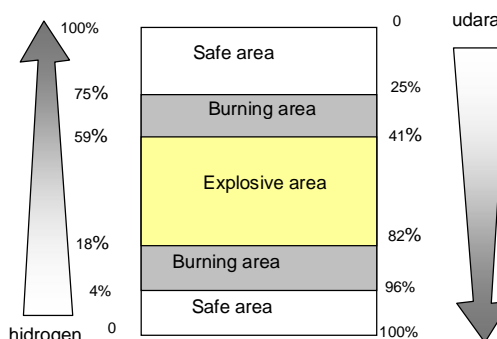 100%
0
udara
Safe area
75%
25%
Burning area
59%
41%
Explosive area
18%
82%
Burning area
4%
96%
Safe area
hidrogen
0
100%